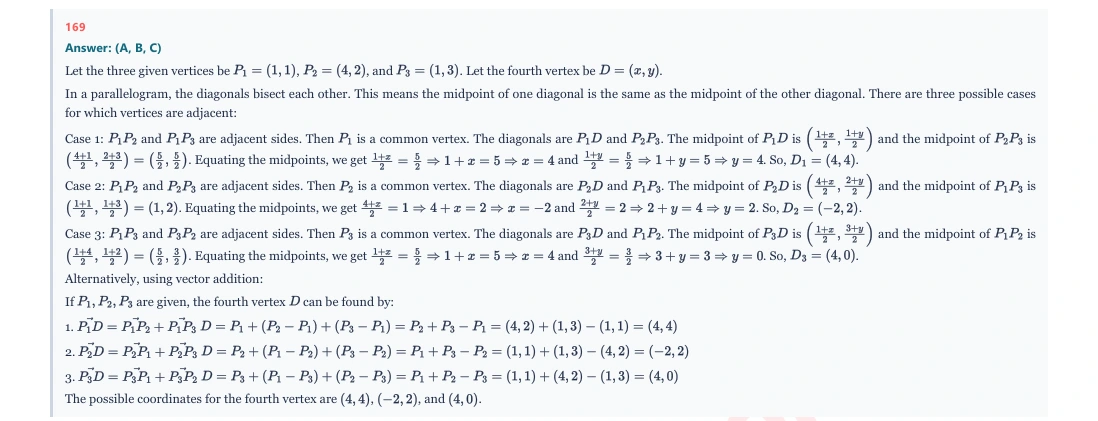 169
Answer: (A, B, C)
Let the three given vertices be P₁ = (1, 1), P₂ = (4, 2), and P₃ = (1, 3). Let the fourth vertex be D = (x, y).
In a parallelogram, the diagonals bisect each other. This means the midpoint of one diagonal is the same as the midpoint of the other diagonal. There are three possible cases
for which vertices are adjacent:
Case 1: P₁P₂ and P₁P₃ are adjacent sides. Then P₁ is a common vertex. The diagonals are P₁D and P₂P₃. The midpoint of P₁D is ((1+x)/2, (1+y)/2) and the midpoint of P₂P₃ is
((4+1)/2, (2+3)/2) = (5/2, 5/2). Equating the midpoints, we get (1+x)/2 = 5/2 ⇒ 1 + x = 5 ⇒ x = 4 and (1+y)/2 = 5/2 ⇒ 1 + y = 5 ⇒ y = 4. So, D₁ = (4, 4).
Case 2: P₁P₂ and P₂P₃ are adjacent sides. Then P₂ is a common vertex. The diagonals are P₂D and P₁P₃. The midpoint of P₂D is ((4+x)/2, (2+y)/2) and the midpoint of P₁P₃ is
((1+1)/2, (1+3)/2) = (1, 2). Equating the midpoints, we get (4+x)/2 = 1 ⇒ 4 + x = 2 ⇒ x = −2 and (2+y)/2 = 2 ⇒ 2 + y = 4 ⇒ y = 2. So, D₂ = (−2, 2).
Case 3: P₁P₃ and P₃P₂ are adjacent sides. Then P₃ is a common vertex. The diagonals are P₃D and P₁P₂. The midpoint of P₃D is ((1+x)/2, (3+y)/2) and the midpoint of P₁P₂ is
((1+4)/2, (1+2)/2) = (5/2, 3/2). Equating the midpoints, we get (1+x)/2 = 5/2 ⇒ 1 + x = 5 ⇒ x = 4 and (3+y)/2 = 3/2 ⇒ 3 + y = 3 ⇒ y = 0. So, D₃ = (4, 0).
Alternatively, using vector addition:
If P₁, P₂, P₃ are given, the fourth vertex D can be found by:
1. P₁D⃗ = P₁P⃗₂ + P₁P⃗₃ D = P₁ + (P₂ − P₁) + (P₃ − P₁) = P₂ + P₃ − P₁ = (4, 2) + (1, 3) − (1, 1) = (4, 4)
2. P₂D⃗ = P₂P⃗₁ + P₂P⃗₃ D = P₂ + (P₁ − P₂) + (P₃ − P₂) = P₁ + P₃ − P₂ = (1, 1) + (1, 3) − (4, 2) = (−2, 2)
3. P₃D⃗ = P₃P⃗₁ + P₃P⃗₂ D = P₃ + (P₁ − P₃) + (P₂ − P₃) = P₁ + P₂ − P₃ = (1, 1) + (4, 2) − (1, 3) = (4, 0)
The possible coordinates for the fourth vertex are (4, 4), (−2, 2), and (4, 0).